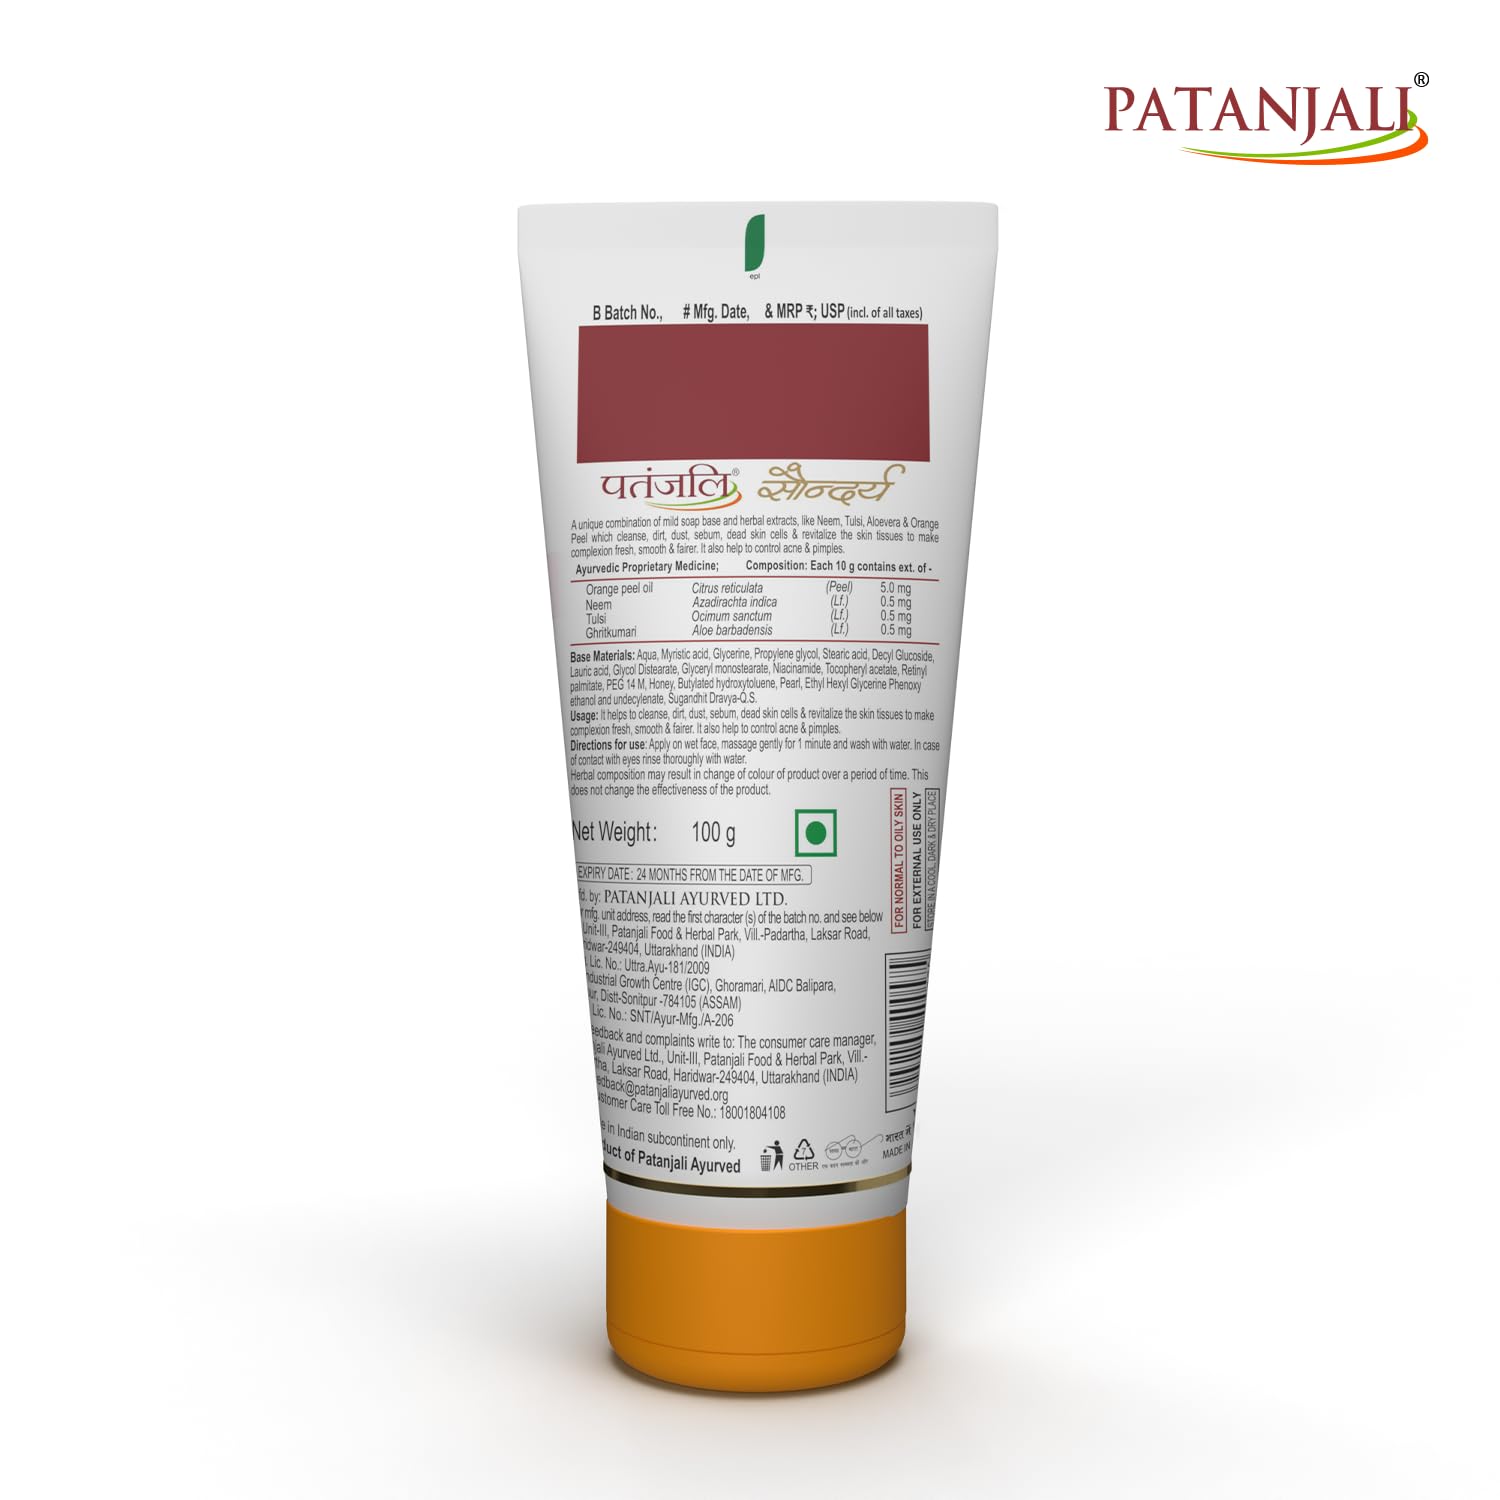 PATANJALI®
epl
B Batch No., # Mfg. Date, & MRP ₹; USP (incl. of all taxes)
पतंजलि® सौन्दर्य
A unique combination of mild soap base and herbal extracts, like Neem, Tulsi, Aloevera & Orange
Peel which cleanse, dirt, dust, sebum, dead skin cells & revitalize the skin tissues to make
complexion fresh, smooth & fairer. It also help to control acne & pimples.
Ayurvedic Proprietary Medicine; Composition: Each 10 g contains ext. of -
Orange peel oil Citrus reticulata (Peel) 5.0 mg
Neem Azadirachta indica (Lf.) 0.5 mg
Tulsi Ocimum sanctum (Lf.) 0.5 mg
Ghritkumari Aloe barbadensis (Lf.) 0.5 mg
Base Materials: Aqua, Myristic acid, Glycerine, Propylene glycol, Stearic acid, Decyl Glucoside,
Lauric acid, Glycol Distearate, Glyceryl monostearate, Niacinamide, Tocopheryl acetate, Retinyl
palmitate, PEG 14 M, Honey, Butylated hydroxytoluene, Pearl, Ethyl Hexyl Glycerine Phenoxy
ethanol and undecylenate, Sugandhit Dravya-Q.S.
Usage: It helps to cleanse, dirt, dust, sebum, dead skin cells & revitalize the skin tissues to make
complexion fresh, smooth & fairer. It also help to control acne & pimples.
Directions for use: Apply on wet face, massage gently for 1 minute and wash with water. In case
of contact with eyes rinse thoroughly with water.
Herbal composition may result in change of colour of product over a period of time. This
does not change the effectiveness of the product.
Net Weight: 100 g
FOR NORMAL TO OILY SKIN
FOR EXTERNAL USE ONLY
STORE IN A COOL, DARK & DRY PLACE
EXPIRY DATE: 24 MONTHS FROM THE DATE OF MFG.
d. by: PATANJALI AYURVED LTD.
r mfg. unit address, read the first character (s) of the batch no. and see below
Unit-III, Patanjali Food & Herbal Park, Vill.-Padartha, Laksar Road,
idwar-249404, Uttarakhand (INDIA)
Lic. No.: Uttra.Ayu-181/2009
dustrial Growth Centre (IGC), Ghoramari, AIDC Balipara,
ur, Distt-Sonitpur -784105 (ASSAM)
Lic. No.: SNT/Ayur-Mfg./A-206
edback and complaints write to: The consumer care manager,
jali Ayurved Ltd., Unit-III, Patanjali Food & Herbal Park, Vill.-
tha, Laksar Road, Haridwar-249404, Uttarakhand (INDIA)
edback@patanjaliayurved.org
stomer Care Toll Free No.: 18001804108
e in Indian subcontinent only.
uct of Patanjali Ayurved
7
OTHER
भारत में
MADE IN